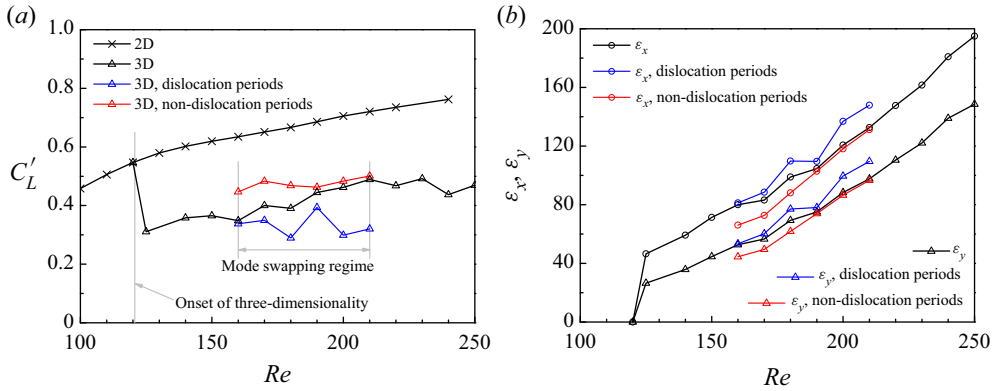 (a)
1.0
0.8
0.6
0.4
0.2
0
C′L
2D
3D
3D, dislocation periods
3D, non-dislocation periods
Mode swapping regime
Onset of three-dimensionality
100
150
200
250
Re
(b)
200
160
120
80
40
0
εx, εy
εx
εx, dislocation periods
εx, non-dislocation periods
εy
εy, dislocation periods
εy, non-dislocation periods
150
200
250
Re